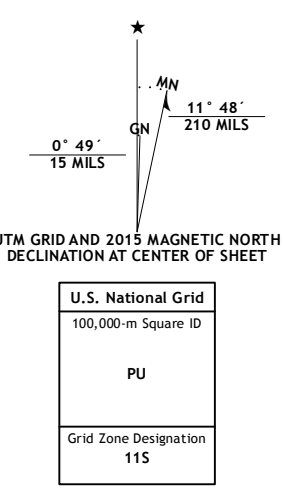 ★
MN
11° 48´
210 MILS
GN
0° 49´
15 MILS
UTM GRID AND 2015 MAGNETIC NORTH
DECLINATION AT CENTER OF SHEET
U.S. National Grid
100,000-m Square ID
PU
Grid Zone Designation
11S